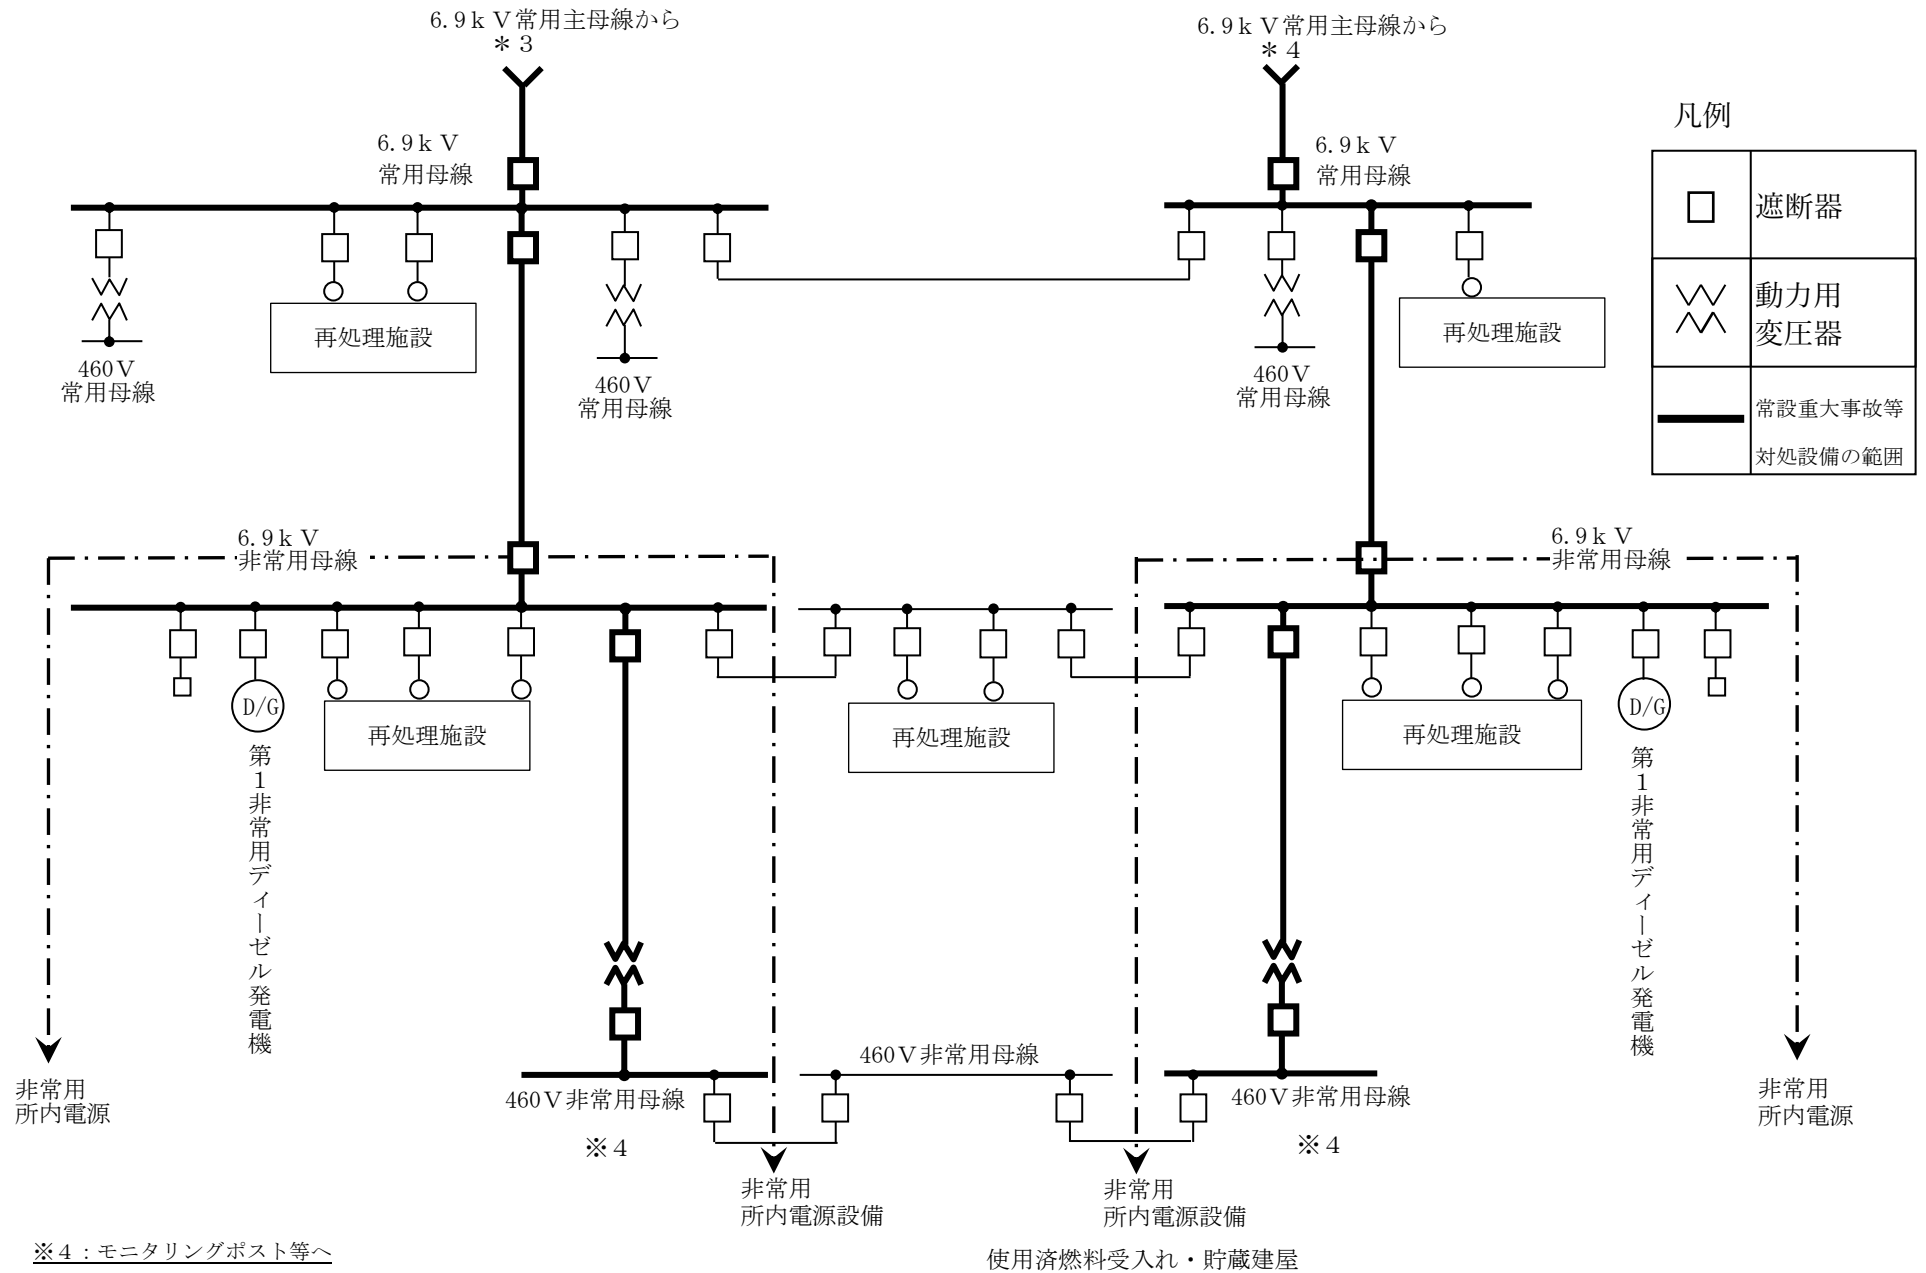 6.9kV常用主母線から
＊3
6.9kV常用主母線から
＊4
凡例
遮断器
動力用
変圧器
常設重大事故等
対処設備の範囲
6.9kV
常用母線
6.9kV
常用母線
再処理施設
460V
常用母線
460V
常用母線
460V
常用母線
再処理施設
6.9kV
非常用母線
6.9kV
非常用母線
D/G
第1非常用ディーゼル発電機
再処理施設
再処理施設
再処理施設
D/G
第1非常用ディーゼル発電機
非常用
所内電源
460V非常用母線
※4
460V非常用母線
460V非常用母線
※4
非常用
所内電源
非常用
所内電源設備
非常用
所内電源設備
※4：モニタリングポスト等へ
使用済燃料受入れ・貯蔵建屋